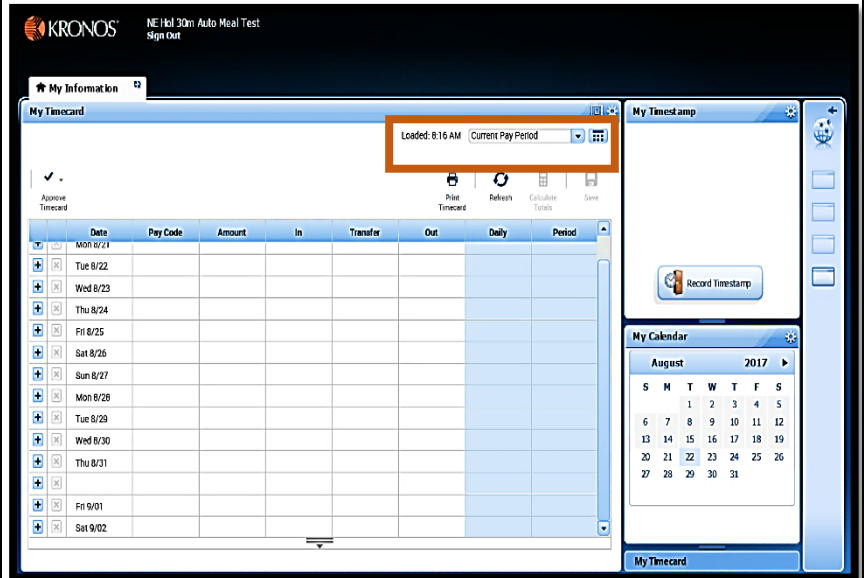 KRONOS
NE Hol 30m Auto Meal Test
Sign Out
My Information
My Timecard
Loaded: 8:16 AM Current Pay Period
Approve
Timecard
Print
Timecard
Refresh
Calculate
Totals
Save
Date Pay Code Amount In Transfer Out Daily Period
Mon 8/21
Tue 8/22
Wed 8/23
Thu 8/24
Fri 8/25
Sat 8/26
Sun 8/27
Mon 8/28
Tue 8/29
Wed 8/30
Thu 8/31
Fri 9/01
Sat 9/02
My Timestamp
Record Timestamp
My Calendar
August 2017
S M T W T F S
1 2 3 4 5
6 7 8 9 10 11 12
13 14 15 16 17 18 19
20 21 22 23 24 25 26
27 28 29 30 31
My Timecard